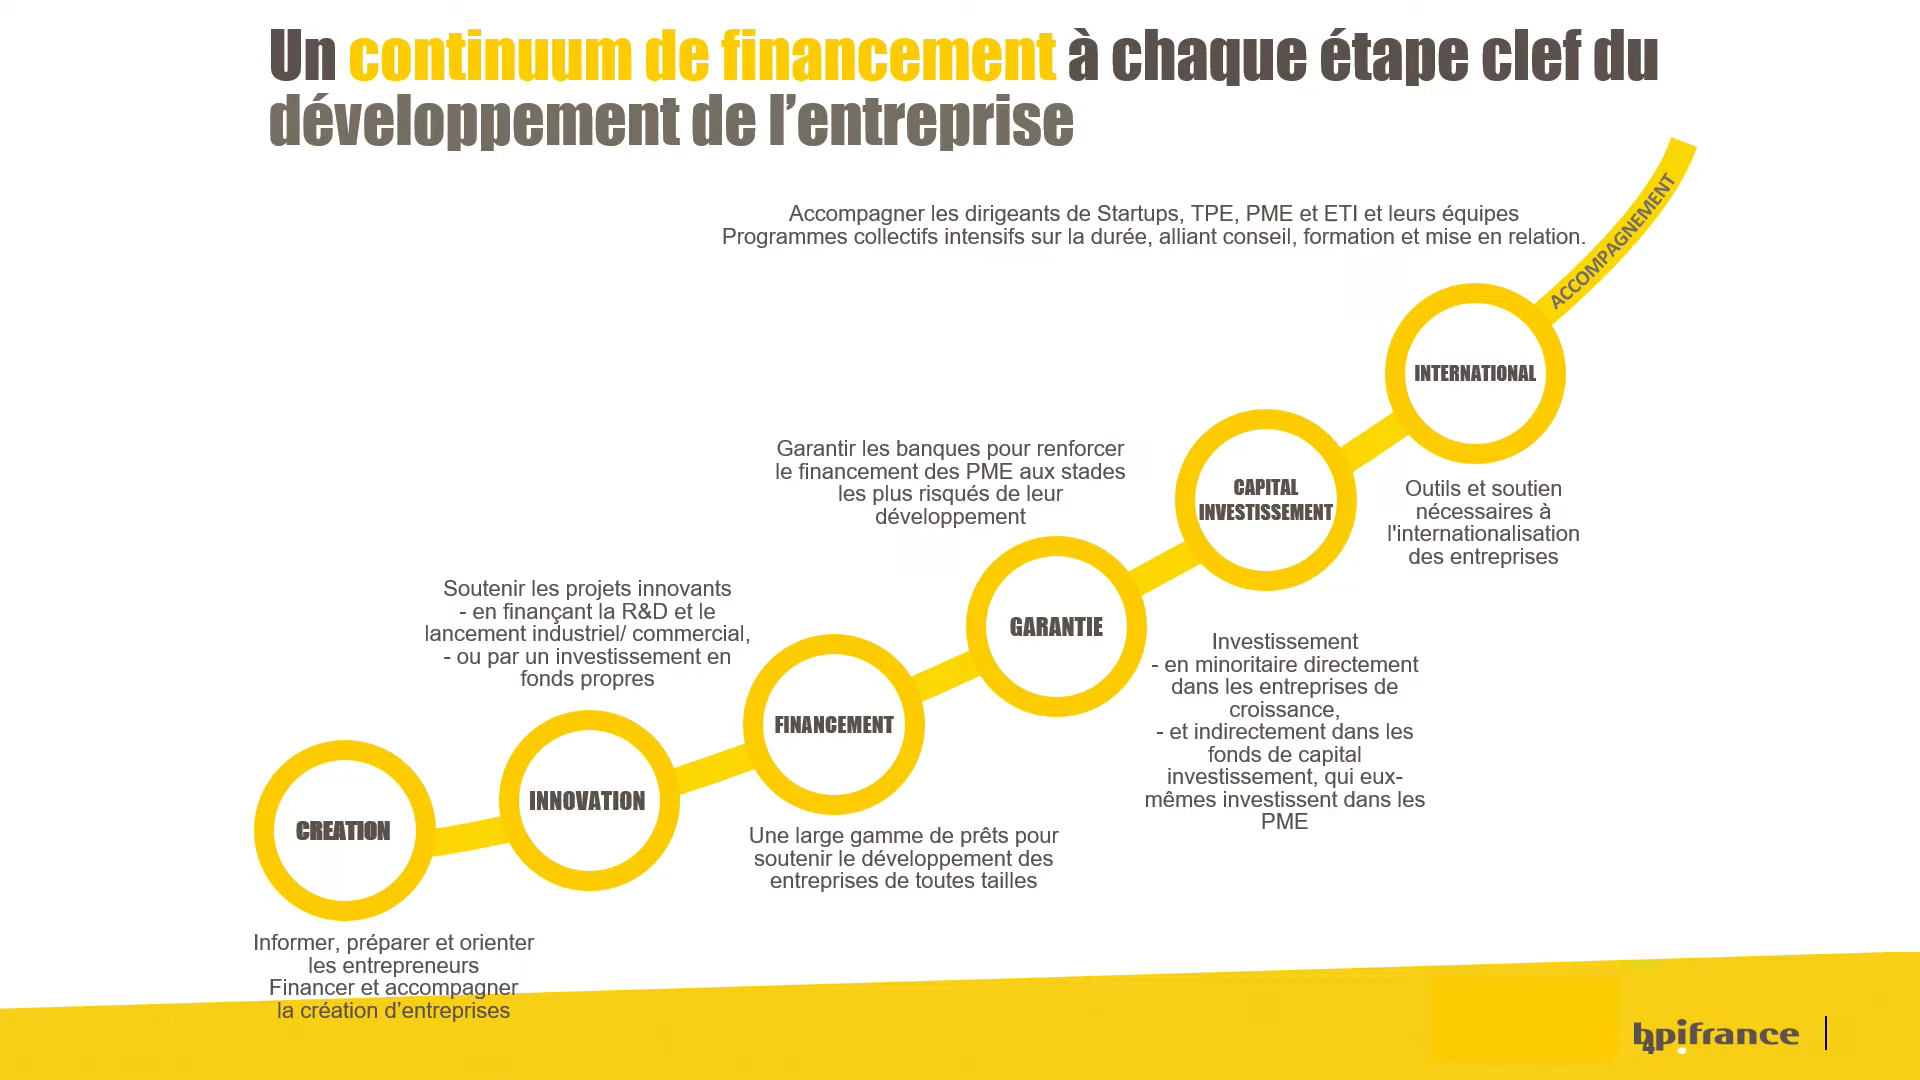 Un continuum de financement à chaque étape clef du
développement de l’entreprise
Accompagner les dirigeants de Startups, TPE, PME et ETI et leurs équipes
Programmes collectifs intensifs sur la durée, alliant conseil, formation et mise en relation.
ACCOMPAGNEMENT
INTERNATIONAL
Outils et soutien
nécessaires à
l'internationalisation
des entreprises
CAPITAL
INVESTISSEMENT
Investissement
- en minoritaire directement
dans les entreprises de
croissance,
- et indirectement dans les
fonds de capital
investissement, qui eux-
mêmes investissent dans les
PME
Garantir les banques pour renforcer
le financement des PME aux stades
les plus risqués de leur
développement
GARANTIE
FINANCEMENT
Une large gamme de prêts pour
soutenir le développement des
entreprises de toutes tailles
Soutenir les projets innovants
- en finançant la R&D et le
lancement industriel/ commercial,
- ou par un investissement en
fonds propres
INNOVATION
CREATION
Informer, préparer et orienter
les entrepreneurs
Financer et accompagner
la création d’entreprises
bpifrance
4